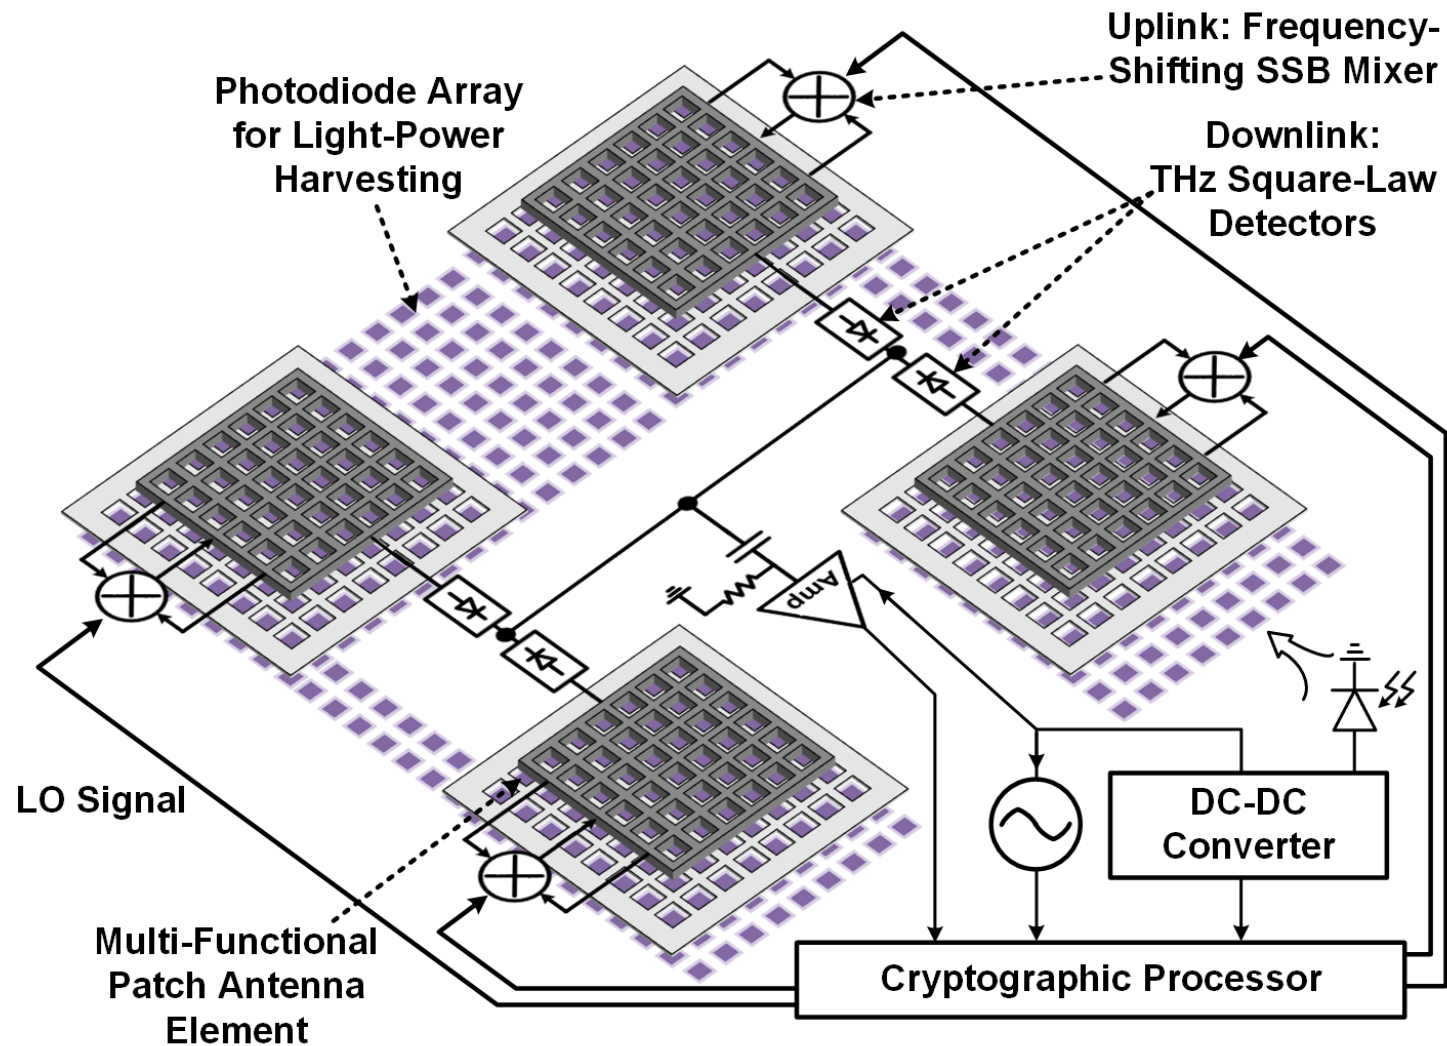 Uplink: Frequency-
Shifting SSB Mixer
Photodiode Array
for Light-Power
Harvesting
Downlink:
THz Square-Law
Detectors
Amp
LO Signal
DC-DC
Converter
Multi-Functional
Patch Antenna
Element
Cryptographic Processor